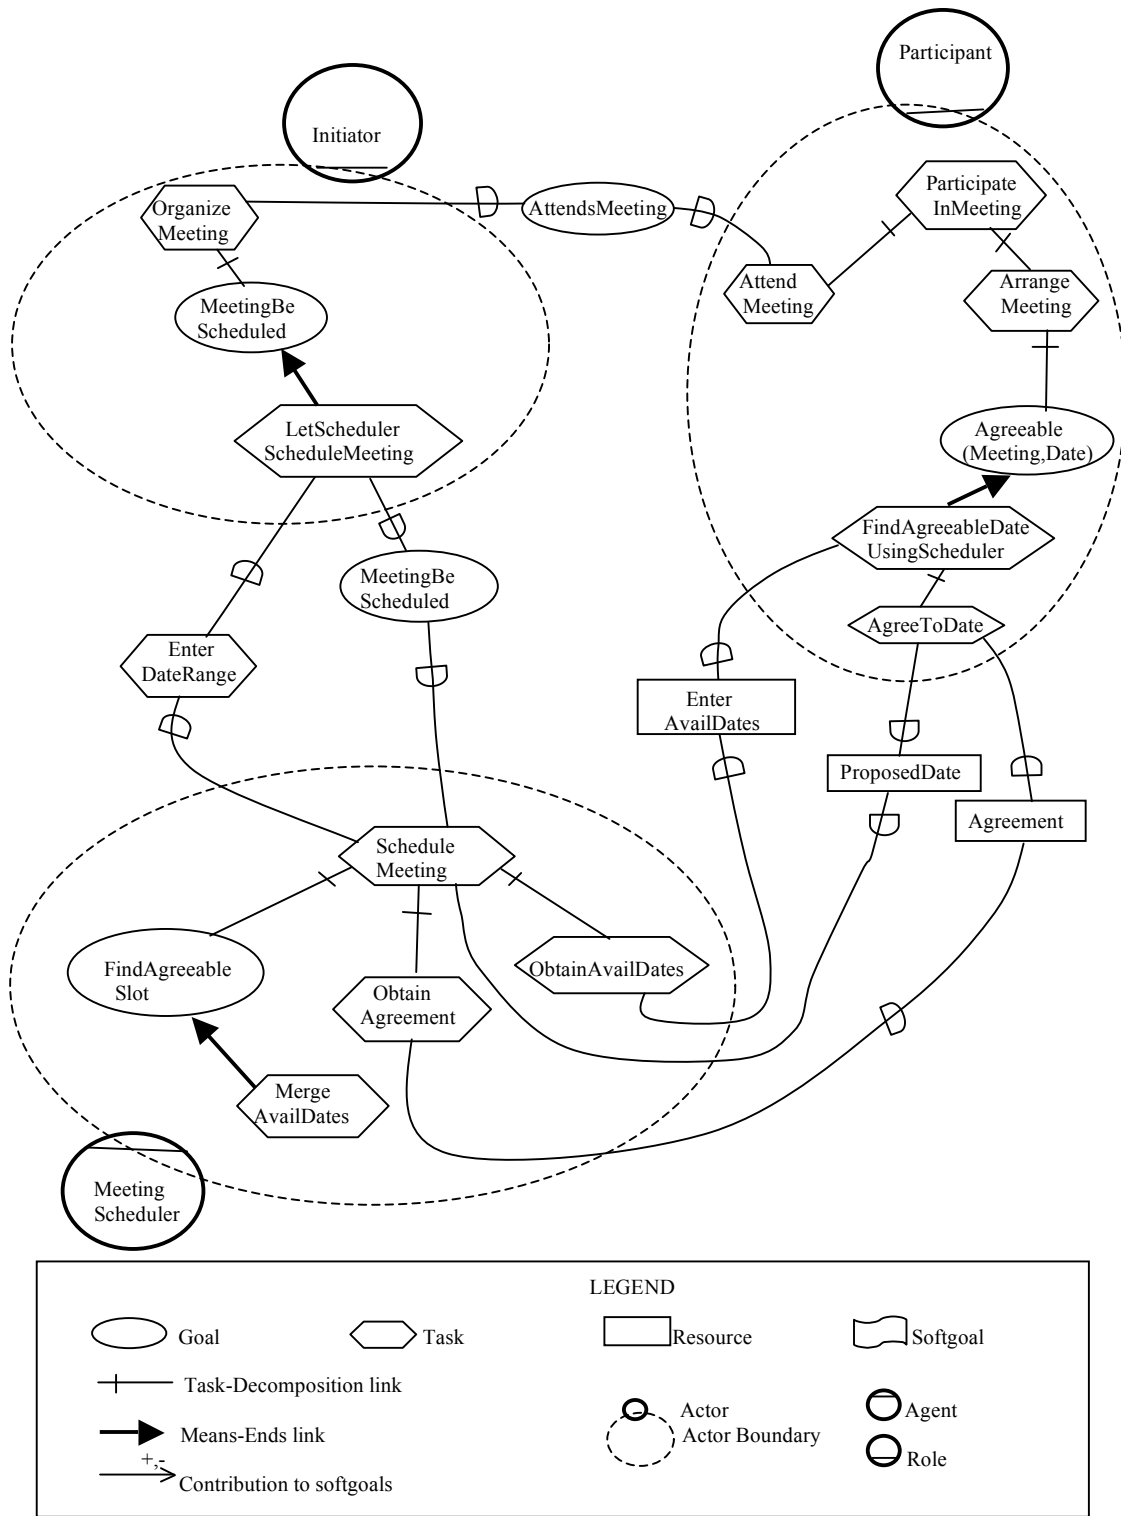 Participant
Initiator
Organize
Meeting
AttendsMeeting
Participate
InMeeting
Attend
Meeting
Arrange
Meeting
MeetingBe
Scheduled
LetScheduler
ScheduleMeeting
Agreeable
(Meeting,Date)
FindAgreeableDate
UsingScheduler
MeetingBe
Scheduled
AgreeToDate
Enter
DateRange
Enter
AvailDates
ProposedDate
Agreement
Schedule
Meeting
FindAgreeable
Slot
ObtainAvailDates
Obtain
Agreement
Merge
AvailDates
Meeting
Scheduler
LEGEND
Goal
Task
Resource
Softgoal
Task-Decomposition link
Means-Ends link
Actor
Actor Boundary
Agent
Role
+,-
Contribution to softgoals